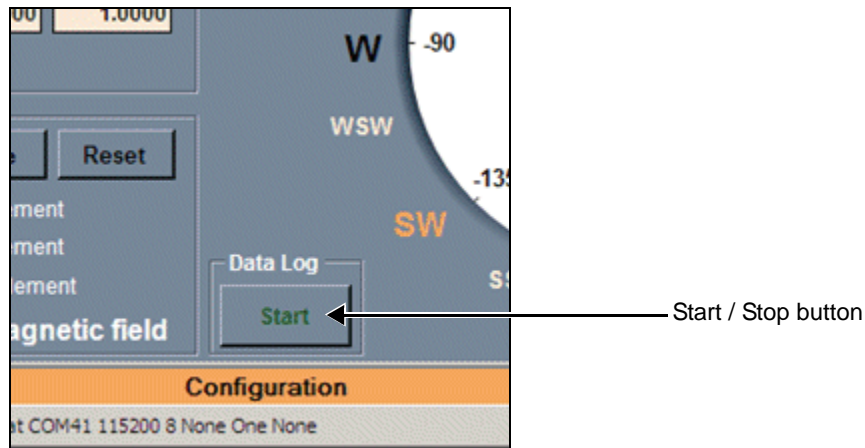 1.0000
W
-90
WSW
Reset
SW
Data Log
Start
Start / Stop button
Configuration
COM41 115200 8 None One None